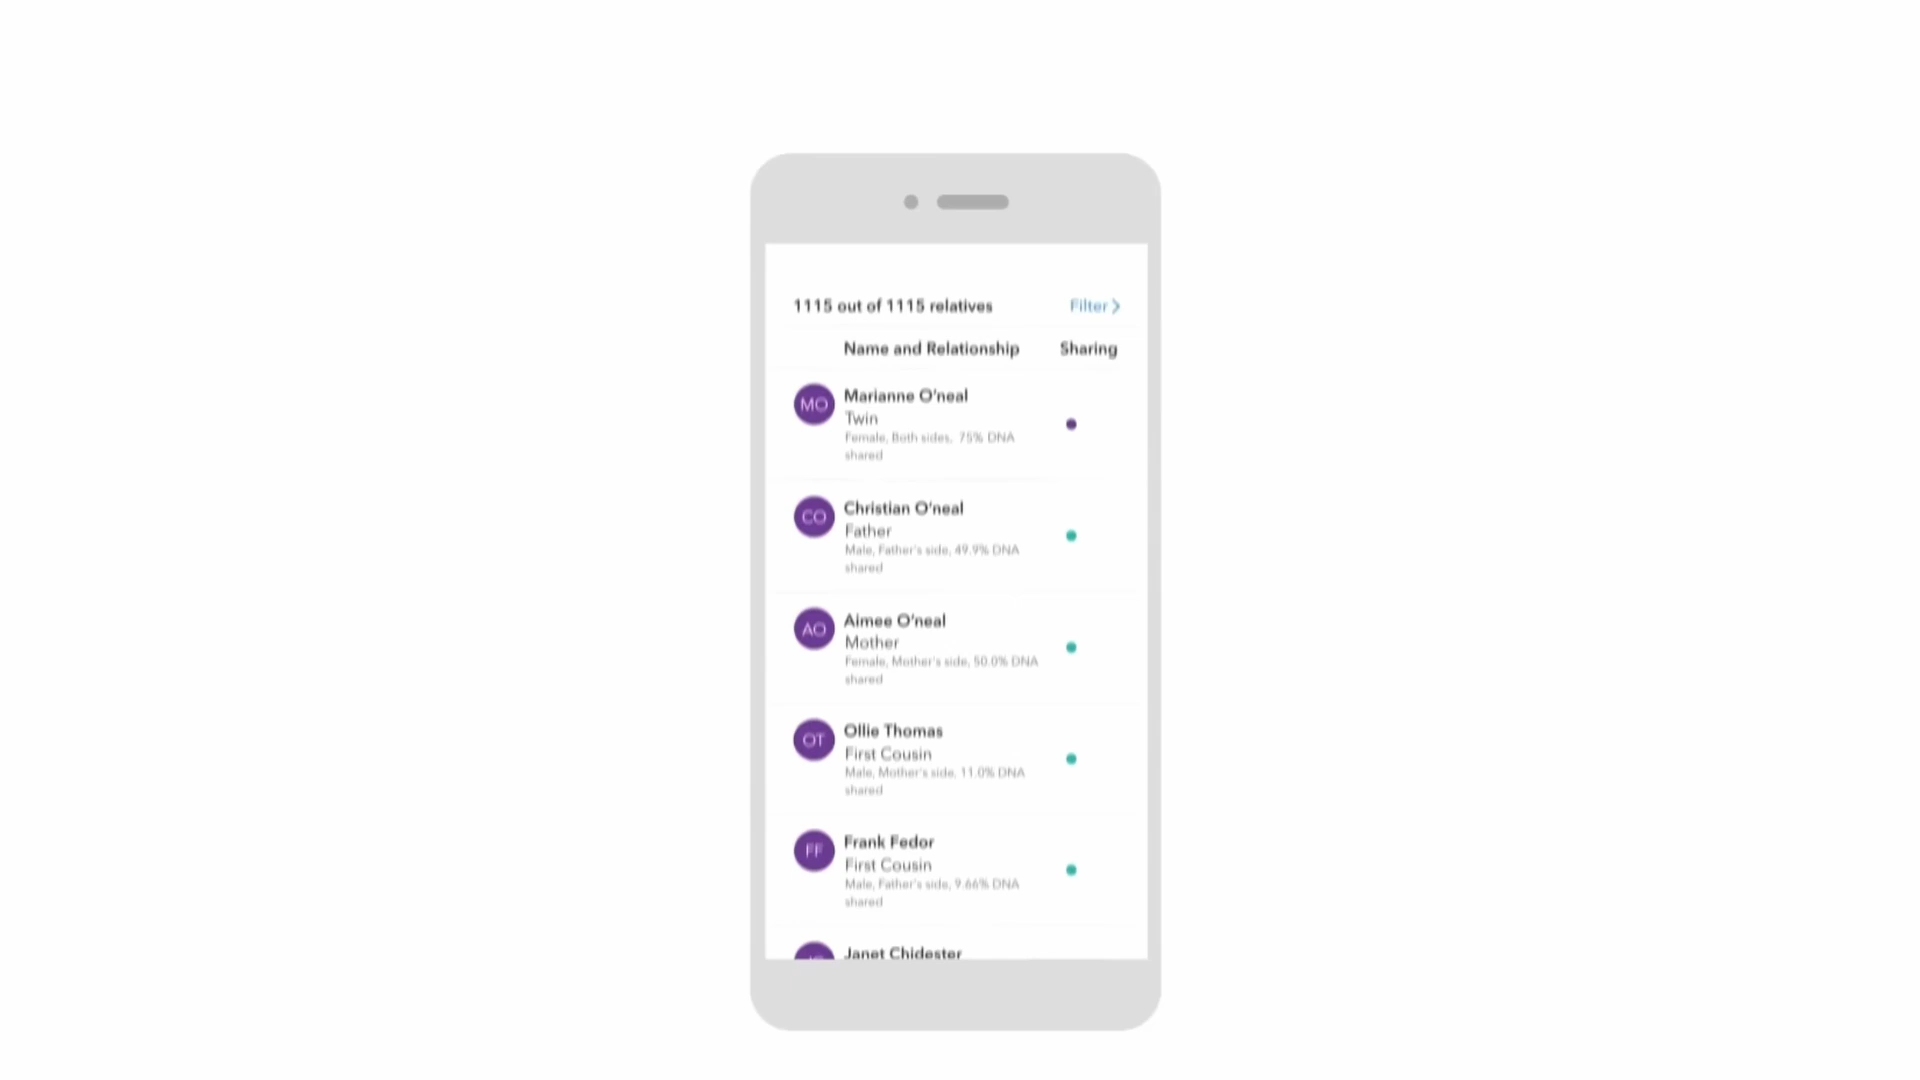 1115 out of 1115 relatives Filter >
Name and Relationship Sharing
MO Marianne O'neal
Twin
Female, Both sides, 75% DNA
shared
CO Christian O'neal
Father
Male, Father's side, 49.9% DNA
shared
AO Aimee O'neal
Mother
Female, Mother's side, 50.0% DNA
shared
OT Ollie Thomas
First Cousin
Male, Mother's side, 11.0% DNA
shared
FF Frank Fedor
First Cousin
Male, Father's side, 9.66% DNA
shared
Janet Chidester